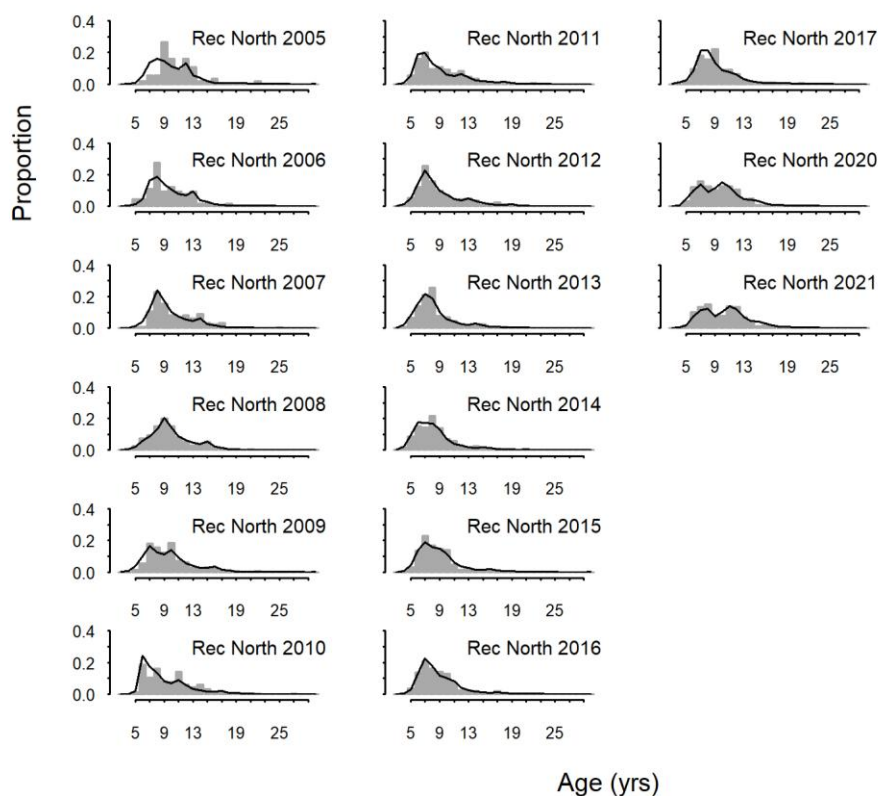 Proportion
Rec North 2005
0.4
0.2
0.0
5 9 13 19 25
Rec North 2006
0.4
0.2
0.0
5 9 13 19 25
Rec North 2007
0.4
0.2
0.0
5 9 13 19 25
Rec North 2008
0.4
0.2
0.0
5 9 13 19 25
Rec North 2009
0.4
0.2
0.0
5 9 13 19 25
Rec North 2010
0.4
0.2
0.0
5 9 13 19 25
Rec North 2011
5 9 13 19 25
Rec North 2012
5 9 13 19 25
Rec North 2013
5 9 13 19 25
Rec North 2014
5 9 13 19 25
Rec North 2015
5 9 13 19 25
Rec North 2016
5 9 13 19 25
Rec North 2017
5 9 13 19 25
Rec North 2020
5 9 13 19 25
Rec North 2021
5 9 13 19 25
Age (yrs)